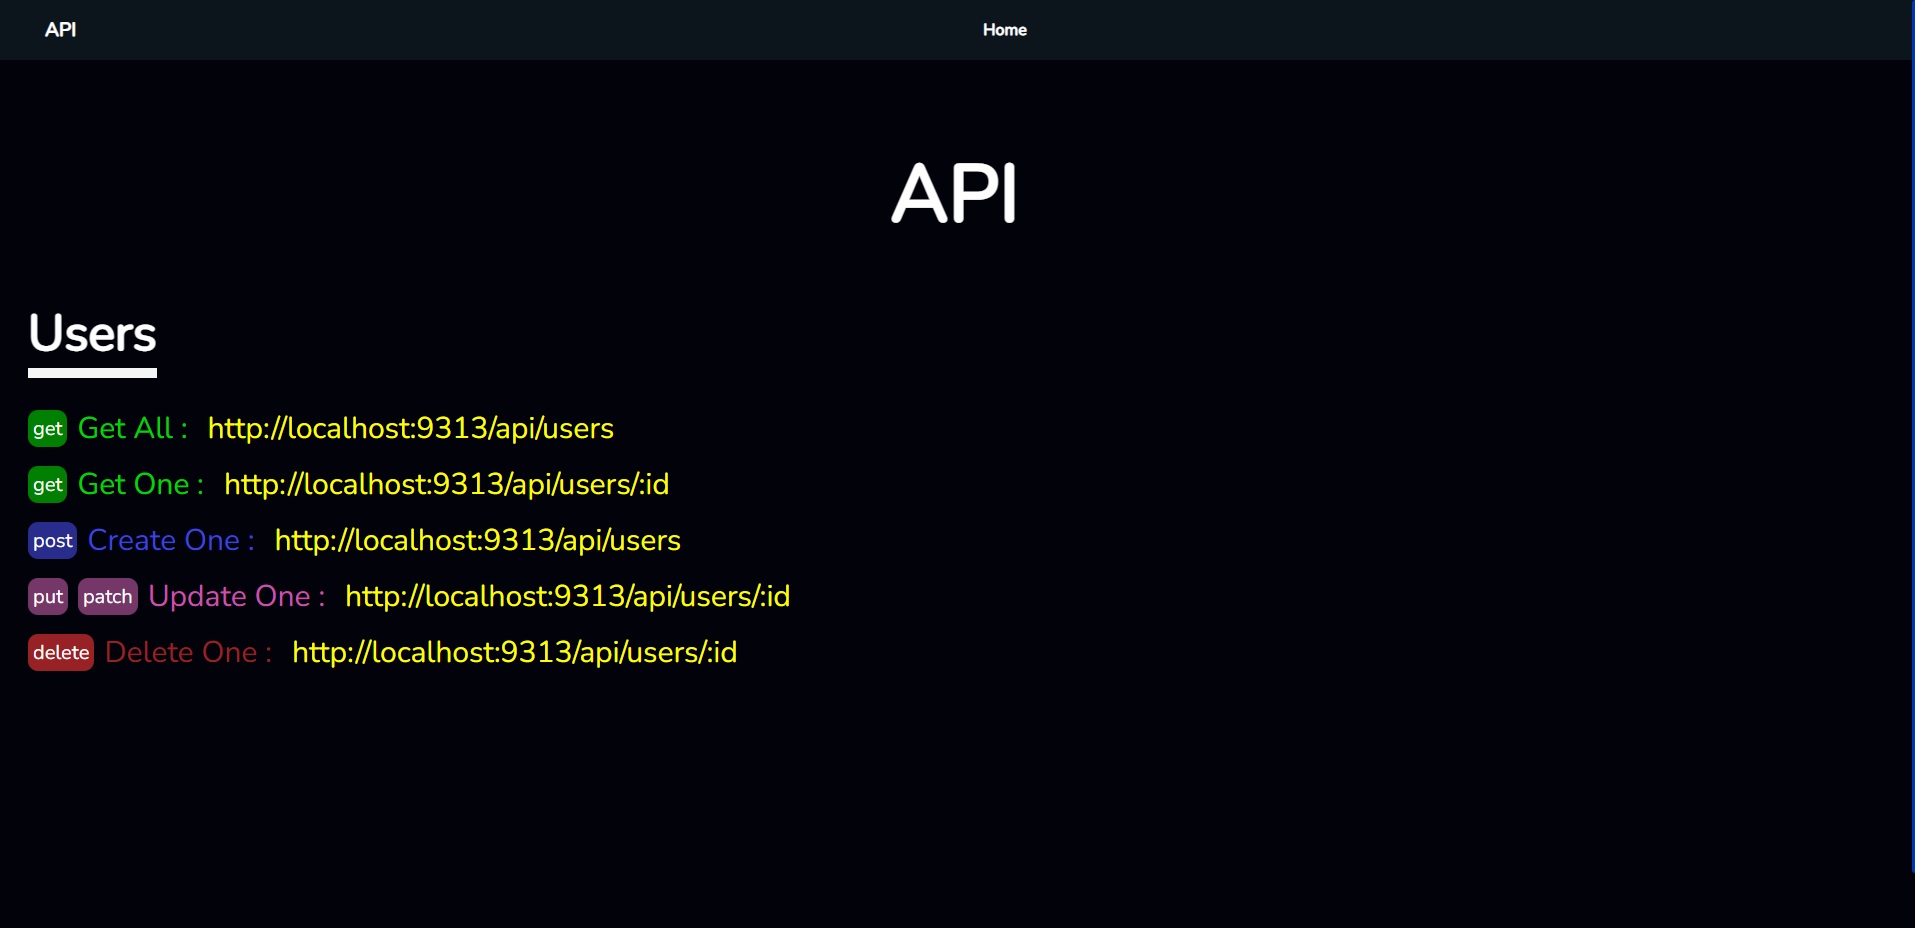 API Home
API
Users
get Get All : http://localhost:9313/api/users
get Get One : http://localhost:9313/api/users/:id
post Create One : http://localhost:9313/api/users
put patch Update One : http://localhost:9313/api/users/:id
delete Delete One : http://localhost:9313/api/users/:id